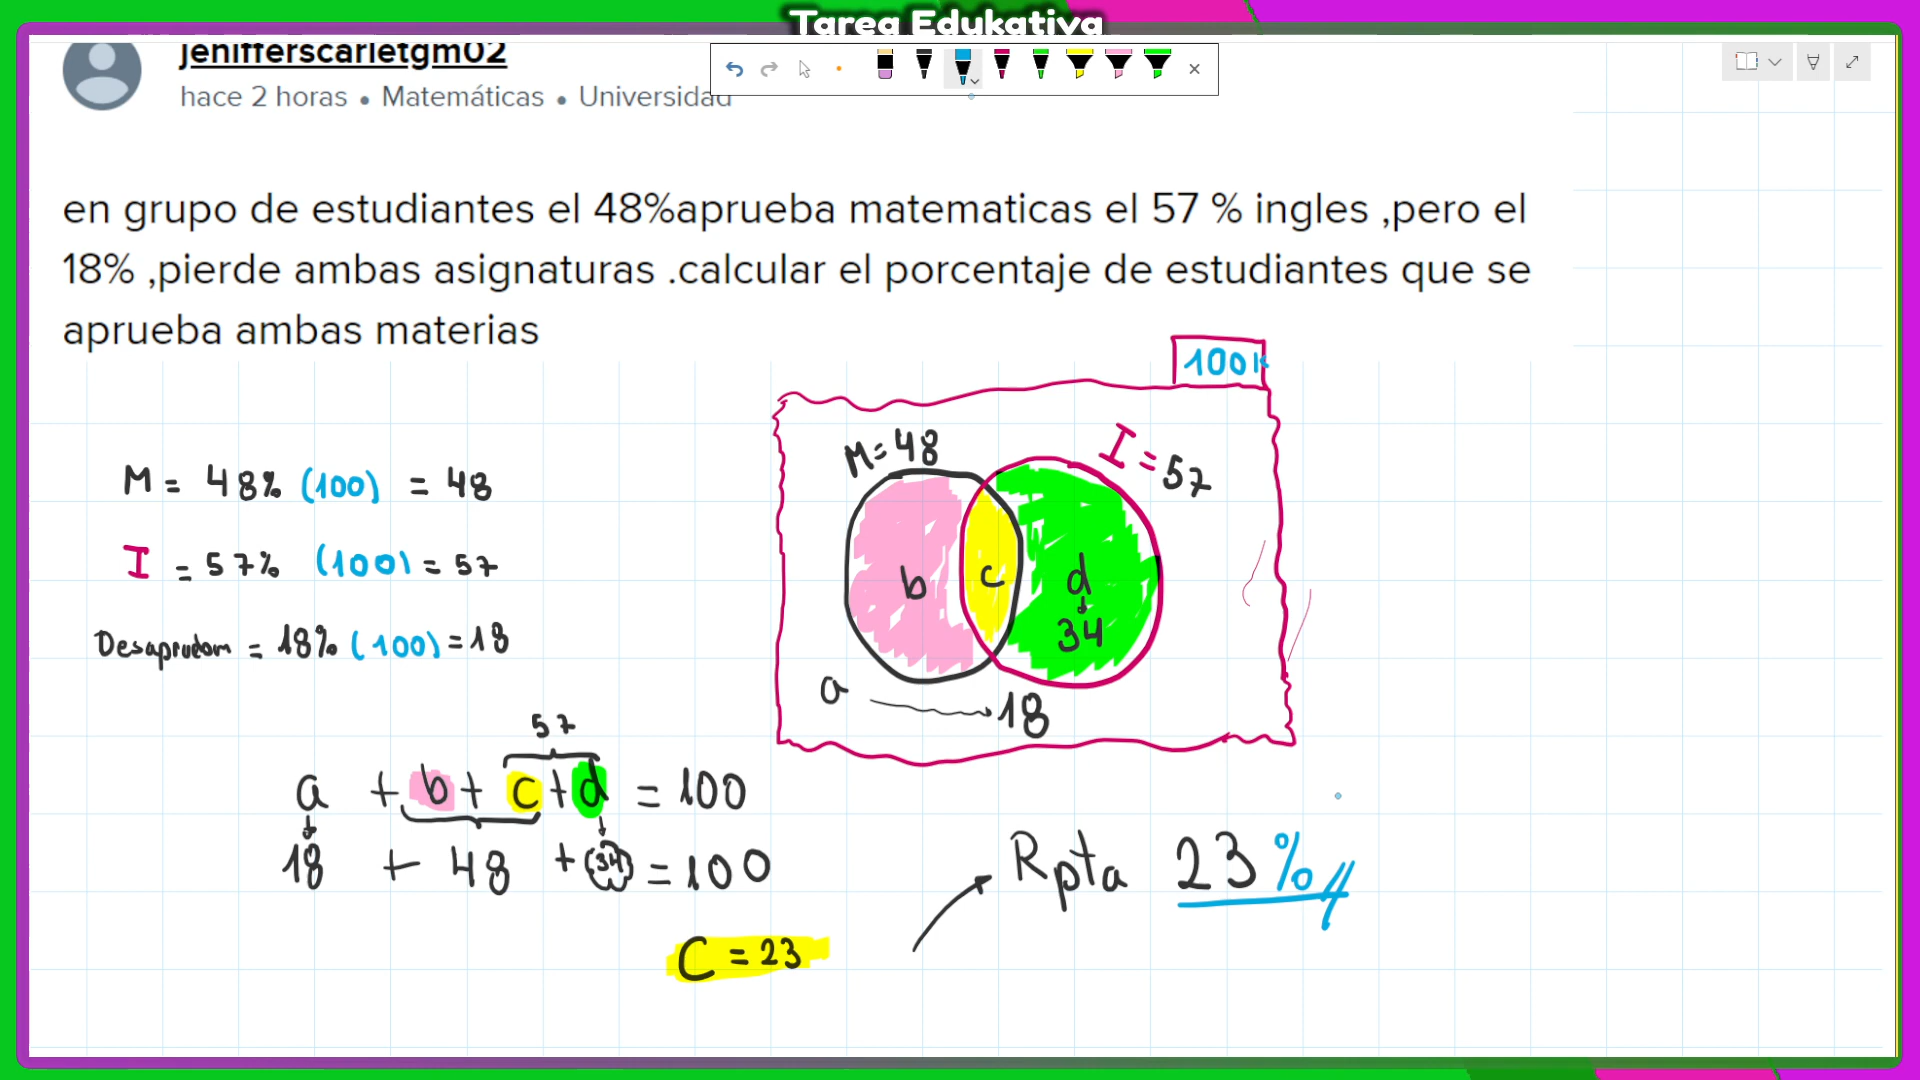 Tarea Edukativa
jenifferscarletgm02
hace 2 horas • Matemáticas • Universidad
en grupo de estudiantes el 48%aprueba matematicas el 57 % ingles ,pero el
18% ,pierde ambas asignaturas .calcular el porcentaje de estudiantes que se
aprueba ambas materias
100K
M = 48
I = 57
M = 48% (100) = 48
I = 57% (100) = 57
= 18% (100) = 18
b c d
34
a 18
57
a + b + c + d = 100
18 + 48 + (34) = 100
Rpta 23%
C = 23